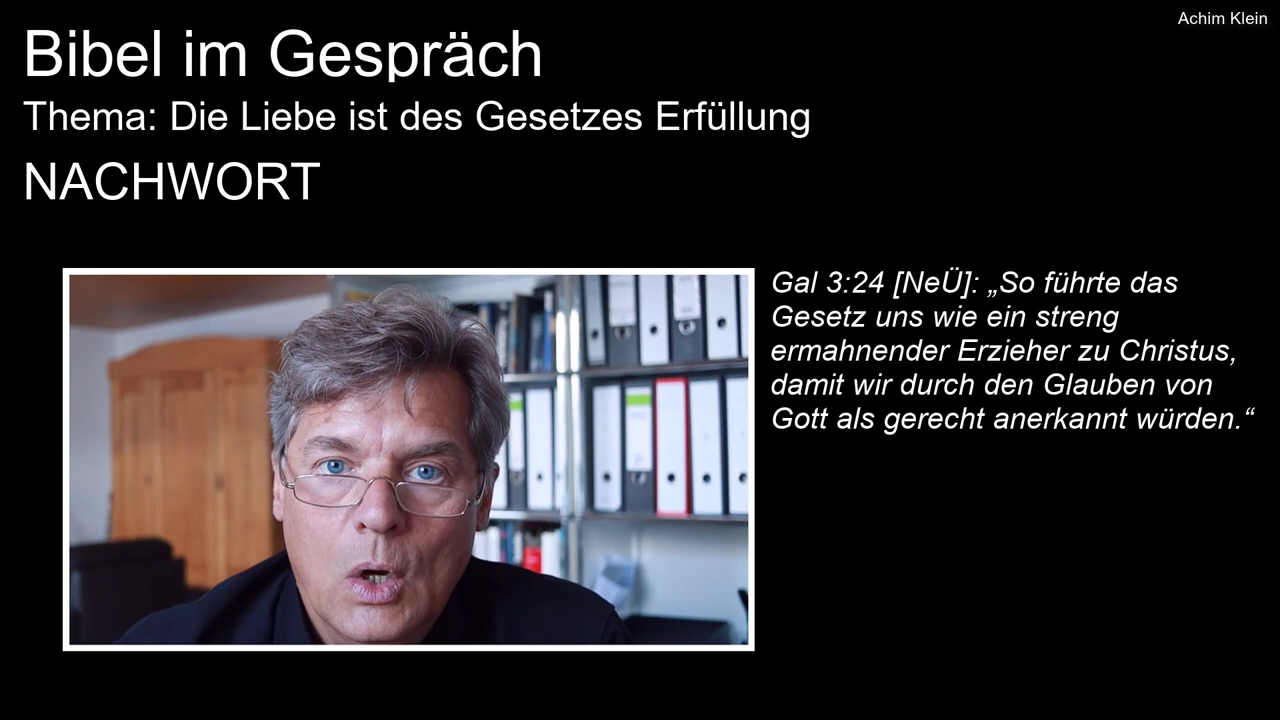 Achim Klein
Bibel im Gespräch
Thema: Die Liebe ist des Gesetzes Erfüllung
NACHWORT
Gal 3:24 [NeÜ]: „So führte das
Gesetz uns wie ein streng
ermahnender Erzieher zu Christus,
damit wir durch den Glauben von
Gott als gerecht anerkannt würden.“